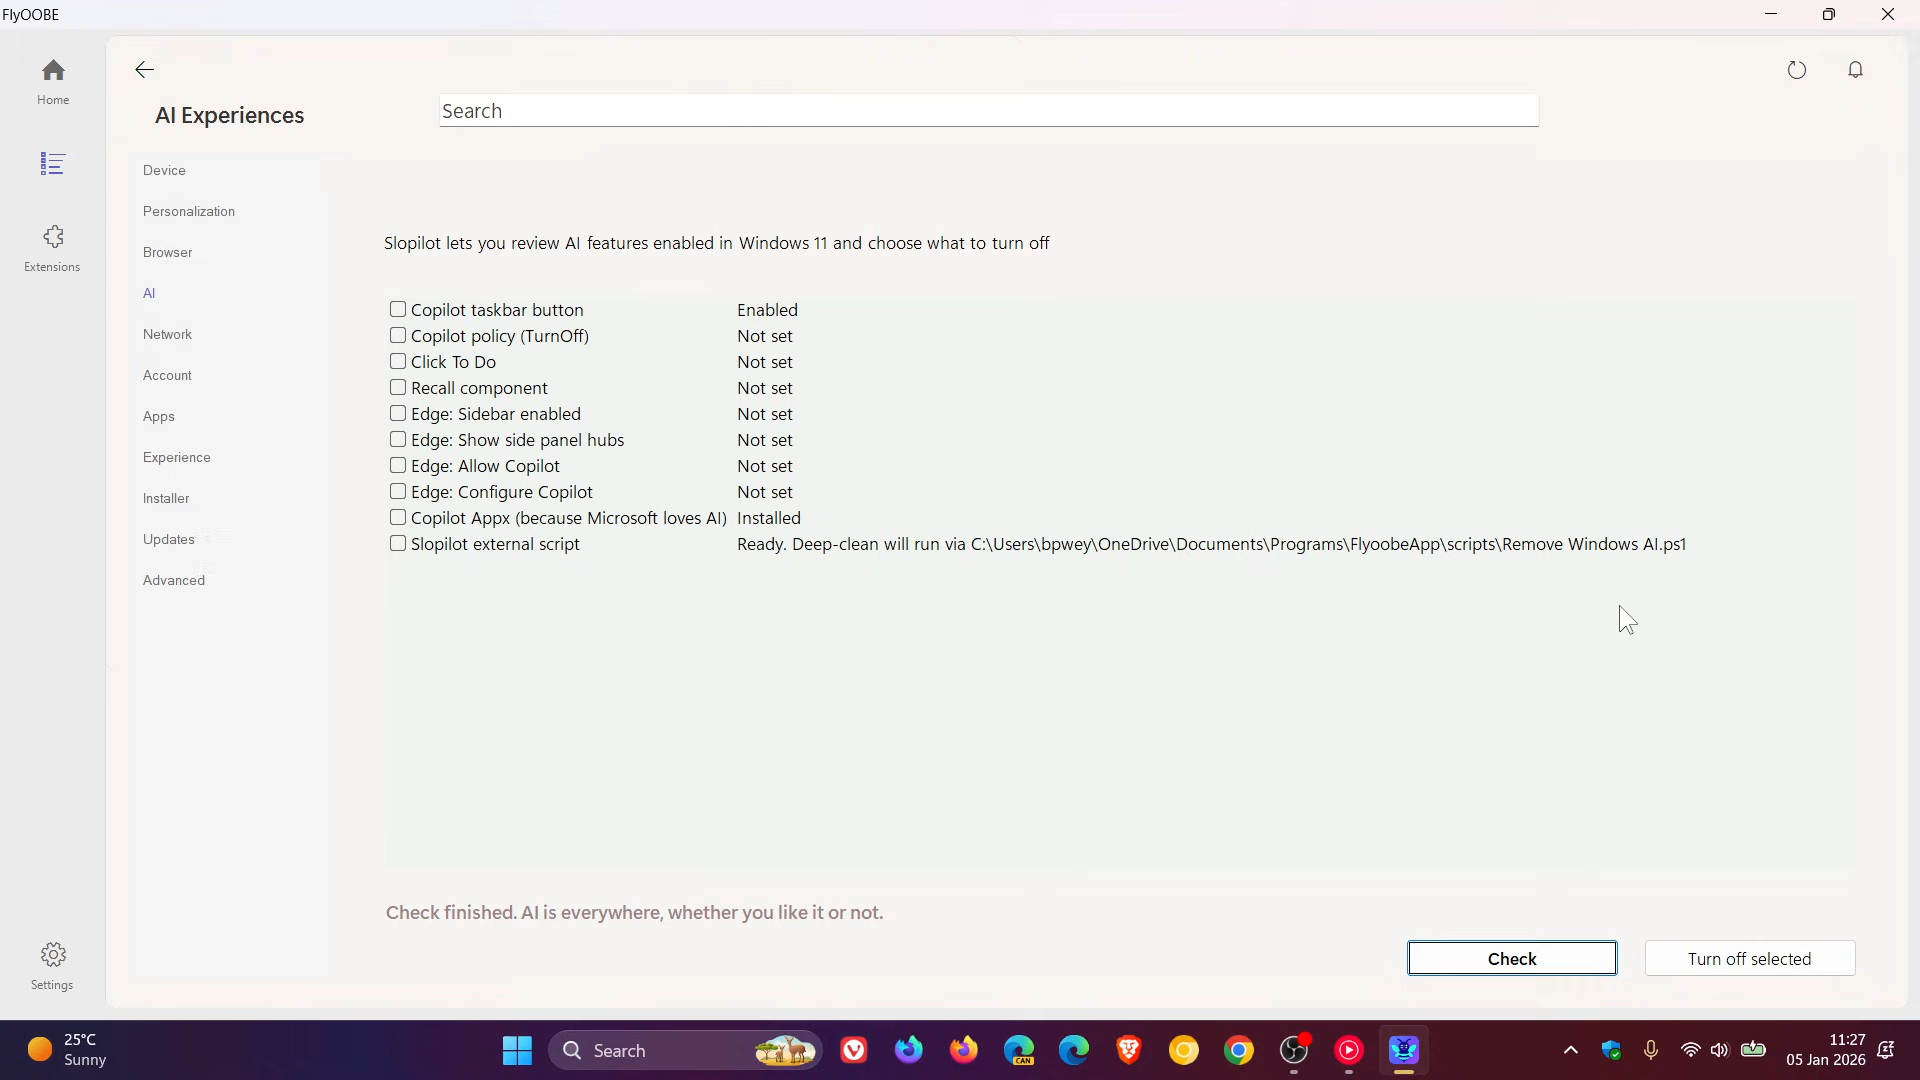 FlyOOBE
Home
AI Experiences
Search
Device
Personalization
Extensions
Browser
AI
Network
Account
Apps
Experience
Installer
Updates
Advanced
Slopilot lets you review AI features enabled in Windows 11 and choose what to turn off
Copilot taskbar button Enabled
Copilot policy (TurnOff) Not set
Click To Do Not set
Recall component Not set
Edge: Sidebar enabled Not set
Edge: Show side panel hubs Not set
Edge: Allow Copilot Not set
Edge: Configure Copilot Not set
Copilot Appx (because Microsoft loves AI) Installed
Slopilot external script Ready. Deep-clean will run via C:\Users\bpwey\OneDrive\Documents\Programs\FlyoobeApp\scripts\Remove Windows AI.ps1
Check finished. AI is everywhere, whether you like it or not.
Check Turn off selected
Settings
25°C
Sunny
Search
CAN
11:27
05 Jan 2026